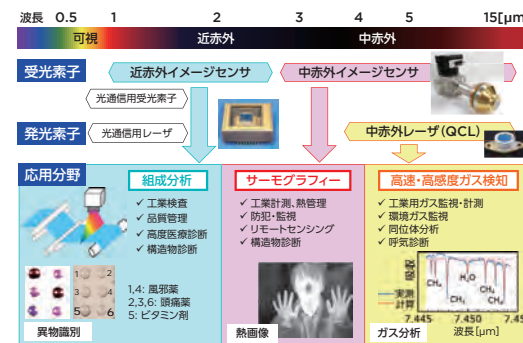 波長 0.5 1 2 3 4 5 15[μm]
可視 近赤外 中赤外
受光素子 近赤外イメージセンサ 中赤外イメージセンサ
光通信用受光素子
発光素子 光通信用レーザ 中赤外レーザ(QCL)
応用分野 組成分析 サーモグラフィー 高速・高感度ガス検知
✓ 工業検査
✓ 品質管理
✓ 高度医療診断
✓ 構造物診断
✓ 工業計測、熱管理
✓ 防犯・監視
✓ リモートセンシング
✓ 構造物診断
✓ 工業用ガス監視・計測
✓ 環境ガス監視
✓ 同位体分析
✓ 呼気診断
1 2
3 4
5 6
1,4: 風邪薬
2,3,6: 頭痛薬
5: ビタミン剤
異物識別
熱画像
吸収
CH₄ H₂O CH₄
CH₄ CH₄
実測
計算
7.445 7.450 7.45
ガス分析 波長[μm]